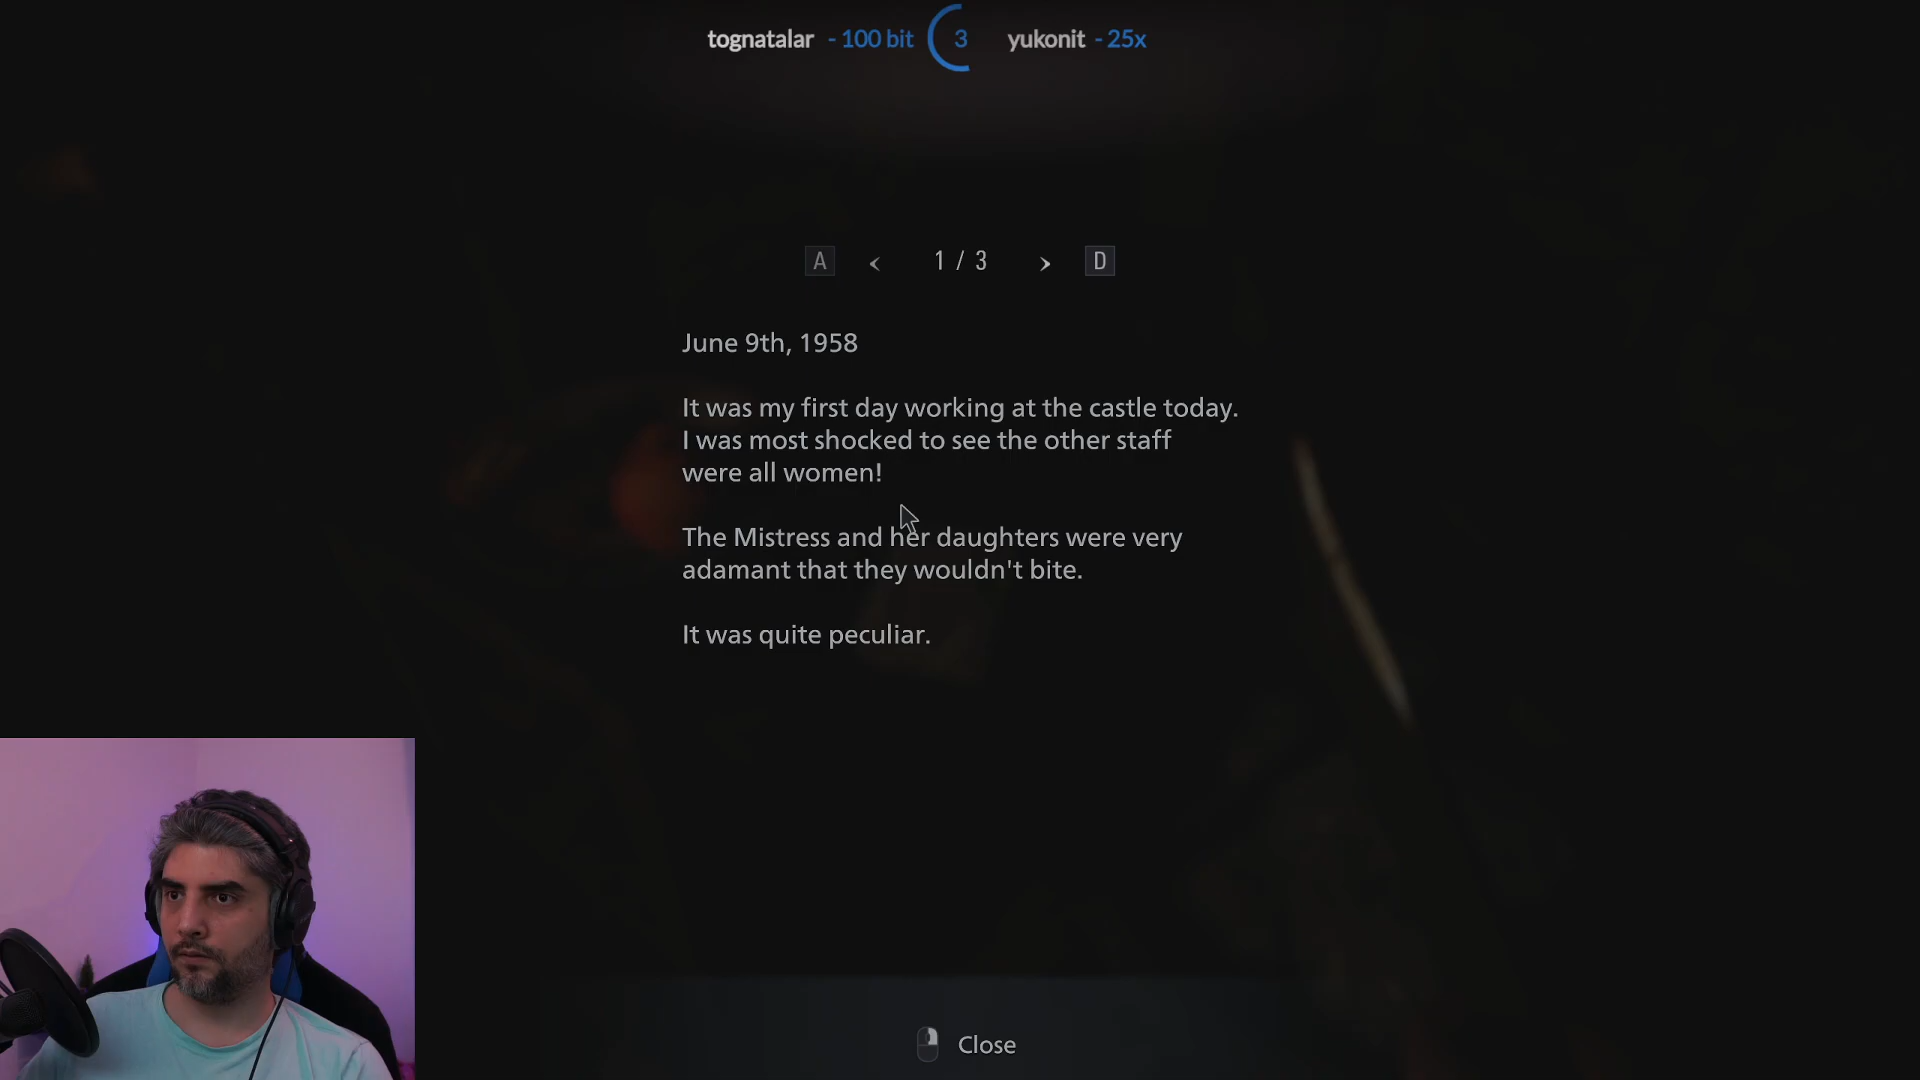 tognatalar - 100 bit 3 yukonit - 25x
A < 1 / 3 > D
June 9th, 1958
It was my first day working at the castle today.
I was most shocked to see the other staff
were all women!
The Mistress and her daughters were very
adamant that they wouldn't bite.
It was quite peculiar.
Close